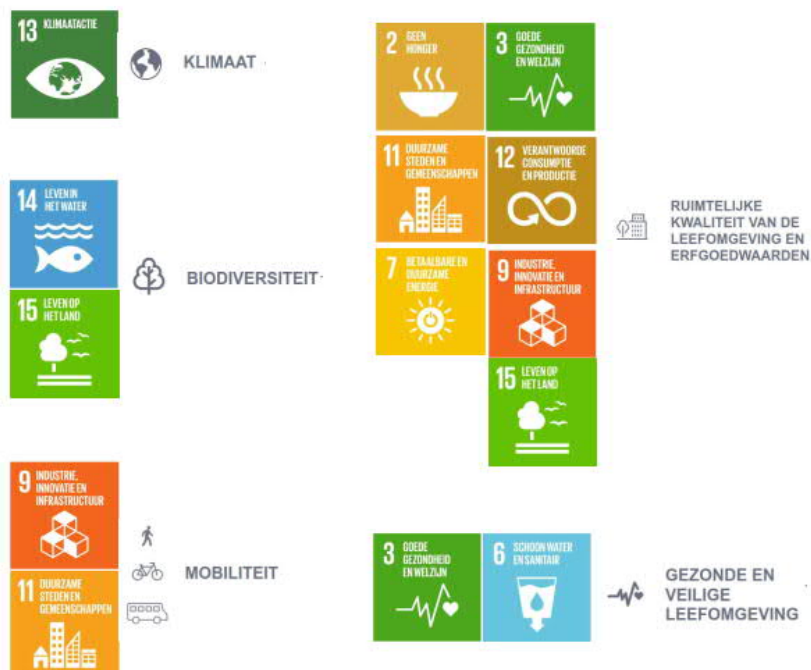 13 KLIMAATACTIE
KLIMAAT
14 LEVEN IN
HET WATER
15 LEVEN OP
HET LAND
BIODIVERSITEIT
9 INDUSTRIE,
INNOVATIE EN
INFRASTRUCTUUR
11 DUURZAME
STEDEN EN
GEMEENSCHAPPEN
MOBILITEIT
2 GEEN
HONGER
3 GOEDE
GEZONDHEID
EN WELZIJN
11 DUURZAME
STEDEN EN
GEMEENSCHAPPEN
12 VERANTWOORDE
CONSUMPTIE
EN PRODUCTIE
7 BETAALBARE EN
DUURZAME
ENERGIE
9 INDUSTRIE,
INNOVATIE EN
INFRASTRUCTUUR
15 LEVEN OP
HET LAND
RUIMTELIJKE
KWALITEIT VAN DE
LEEFOMGEVING EN
ERFGOEDWAARDEN
3 GOEDE
GEZONDHEID
EN WELZIJN
6 SCHOON WATER
EN SANITAIR
GEZONDE EN
VEILIGE
LEEFOMGEVING